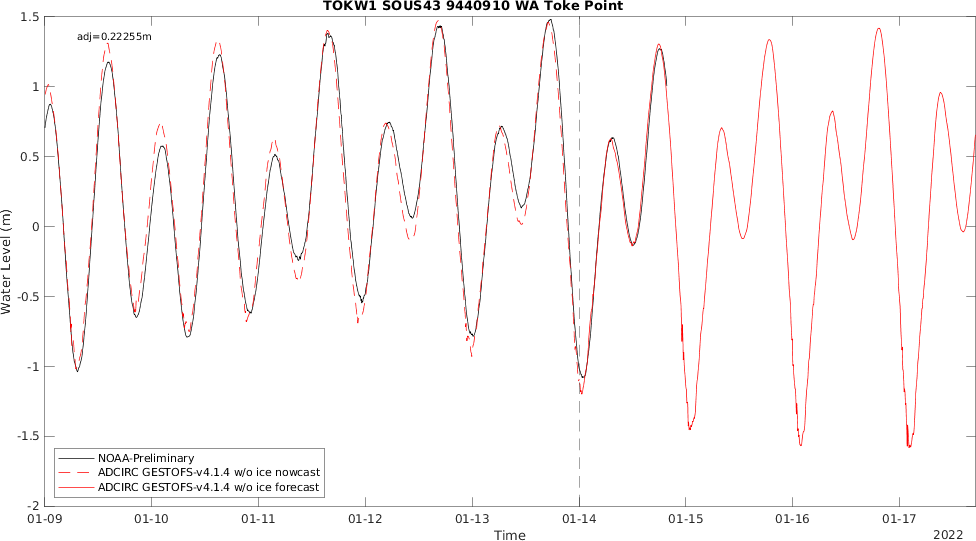 TOKW1 SOUS43 9440910 WA Toke Point
adj=0.22255m
1.5
1
0.5
0
-0.5
-1
-1.5
-2
Water Level (m)
NOAA-Preliminary
ADCIRC GESTOFS-v4.1.4 w/o ice nowcast
ADCIRC GESTOFS-v4.1.4 w/o ice forecast
01-09 01-10 01-11 01-12 01-13 01-14 01-15 01-16 01-17
Time
2022